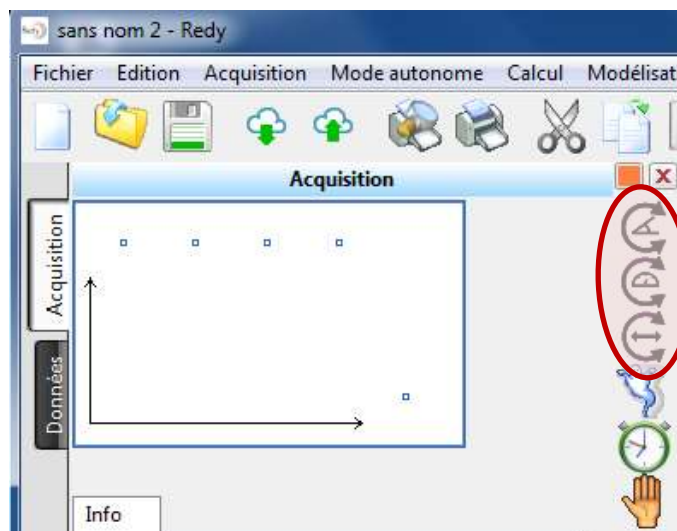 sans nom 2 - Redy
Fichier Edition Acquisition Mode autonome Calcul Modélisat
Acquisition
Acquisition
Données
Info